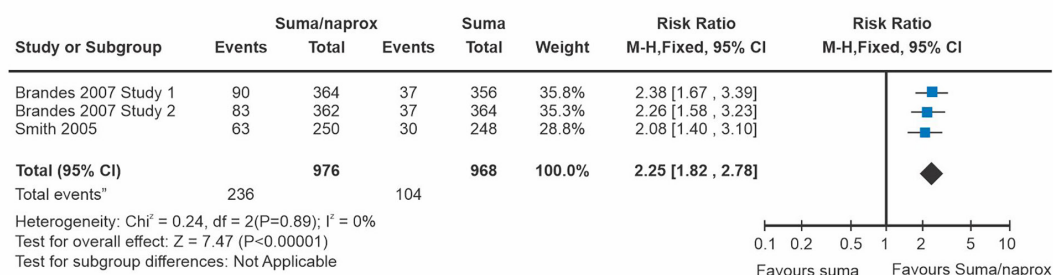 Suma/naprox Suma Risk Ratio Risk Ratio
Study or Subgroup Events Total Events Total Weight M-H,Fixed, 95% CI M-H,Fixed, 95% CI
Brandes 2007 Study 1 90 364 37 356 35.8% 2.38 [1.67 , 3.39]
Brandes 2007 Study 2 83 362 37 364 35.3% 2.26 [1.58 , 3.23]
Smith 2005 63 250 30 248 28.8% 2.08 [1.40 , 3.10]
Total (95% CI) 976 968 100.0% 2.25 [1.82 , 2.78]
Total events” 236 104
Heterogeneity: Chiᶻ = 0.24, df = 2(P=0.89); Iᶻ = 0%
Test for overall effect: Z = 7.47 (P<0.00001)
Test for subgroup differences: Not Applicable
0.1 0.2 0.5 1 2 5 10
Favours suma Favours Suma/naprox